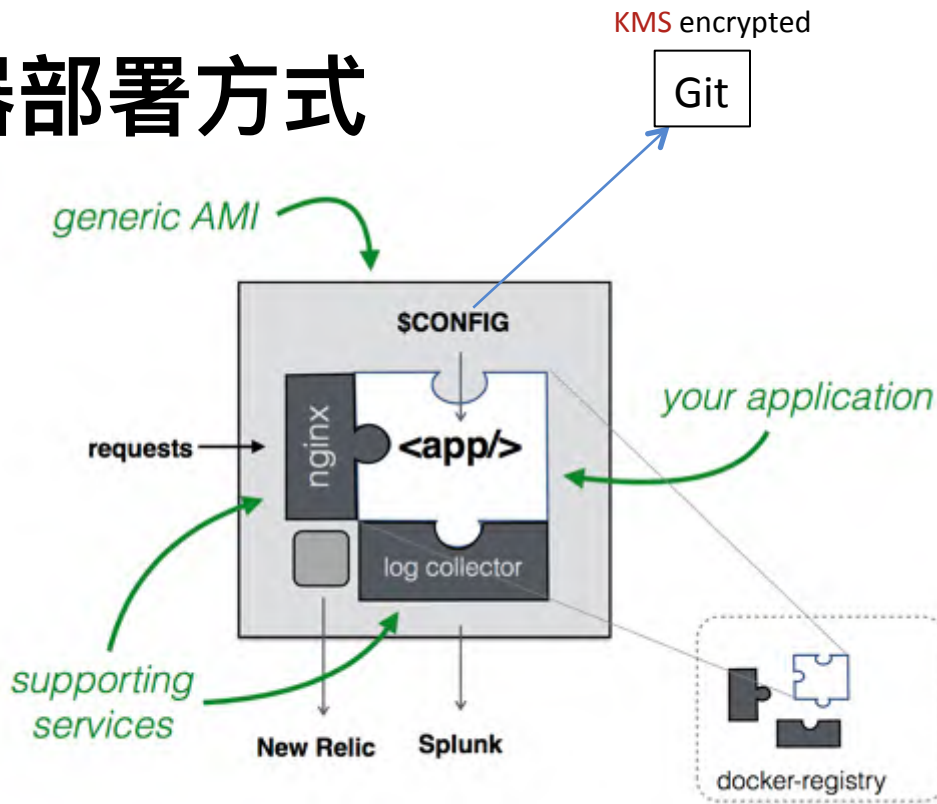 KMS encrypted
Git
器部署方式
generic AMI
$CONFIG
your application
requests
nginx
<app/>
log collector
supporting
services
New Relic
Splunk
docker-registry